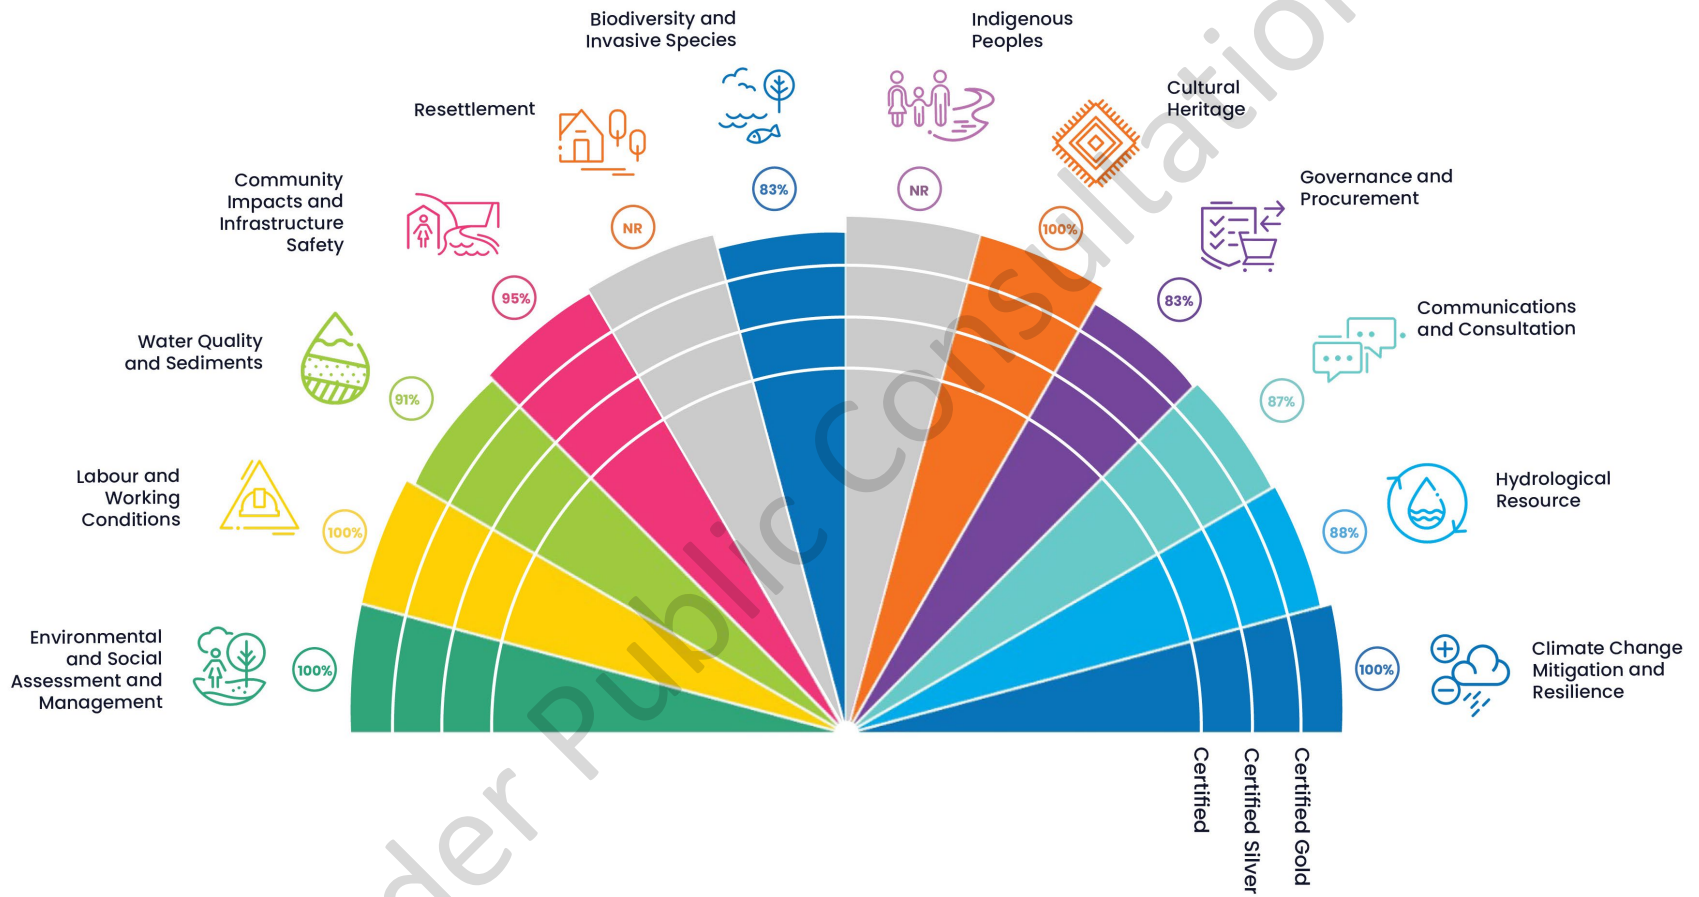 Biodiversity and
Invasive Species
Indigenous
Peoples
Resettlement
Cultural
Heritage
Community
Impacts and
Infrastructure
Safety
Governance and
Procurement
83%
NR
NR
100%
95%
83%
Water Quality
and Sediments
Communications
and Consultation
91%
87%
Labour and
Working
Conditions
Hydrological
Resource
100%
88%
Environmental
and Social
Assessment and
Management
100%
100%
Climate Change
Mitigation and
Resilience
Certified
Certified Silver
Certified Gold
der Public Consultation